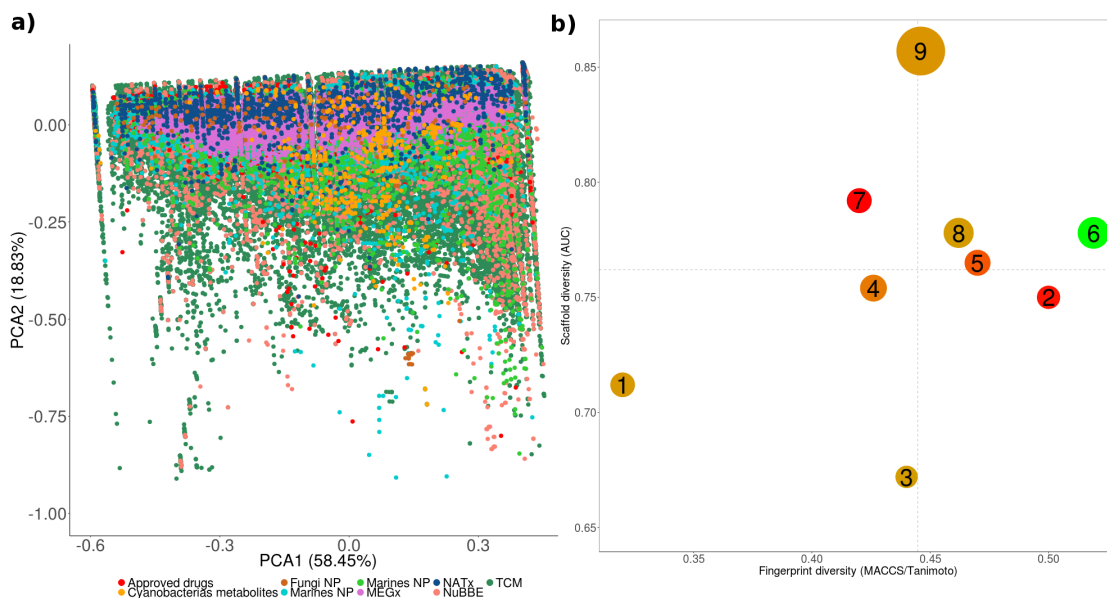 a)
PCA2 (18.83%)
0.00
-0.25
-0.50
-0.75
-1.00
-0.6
-0.3
0.0
0.3
PCA1 (58.45%)
Approved drugs
Fungi NP
Marines NP
NATx
TCM
Cyanobacterias metabolites
Marines NP
MEGx
NuBBE
b)
Scaffold diversity (AUC)
0.85
0.80
0.75
0.70
0.65
9
7
8
6
5
4
2
1
3
0.35
0.40
0.45
0.50
Fingerprint diversity (MACCS/Tanimoto)